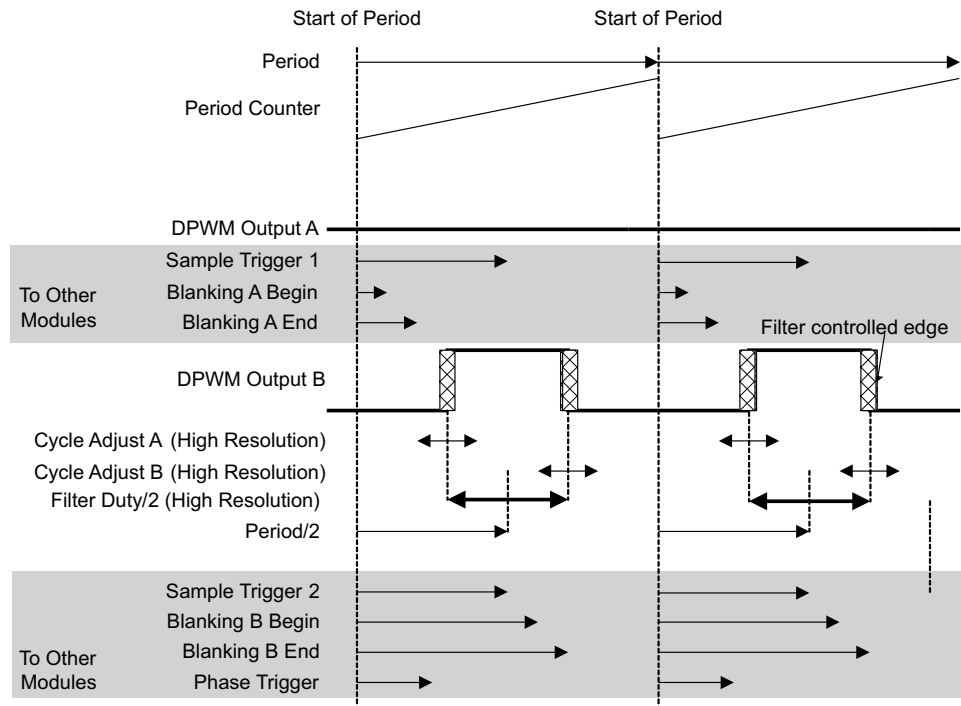 Start of Period
Start of Period
Period
Period Counter
DPWM Output A
Sample Trigger 1
Blanking A Begin
Blanking A End
To Other
Modules
Filter controlled edge
DPWM Output B
Cycle Adjust A (High Resolution)
Cycle Adjust B (High Resolution)
Filter Duty/2 (High Resolution)
Period/2
Sample Trigger 2
Blanking B Begin
Blanking B End
Phase Trigger
To Other
Modules